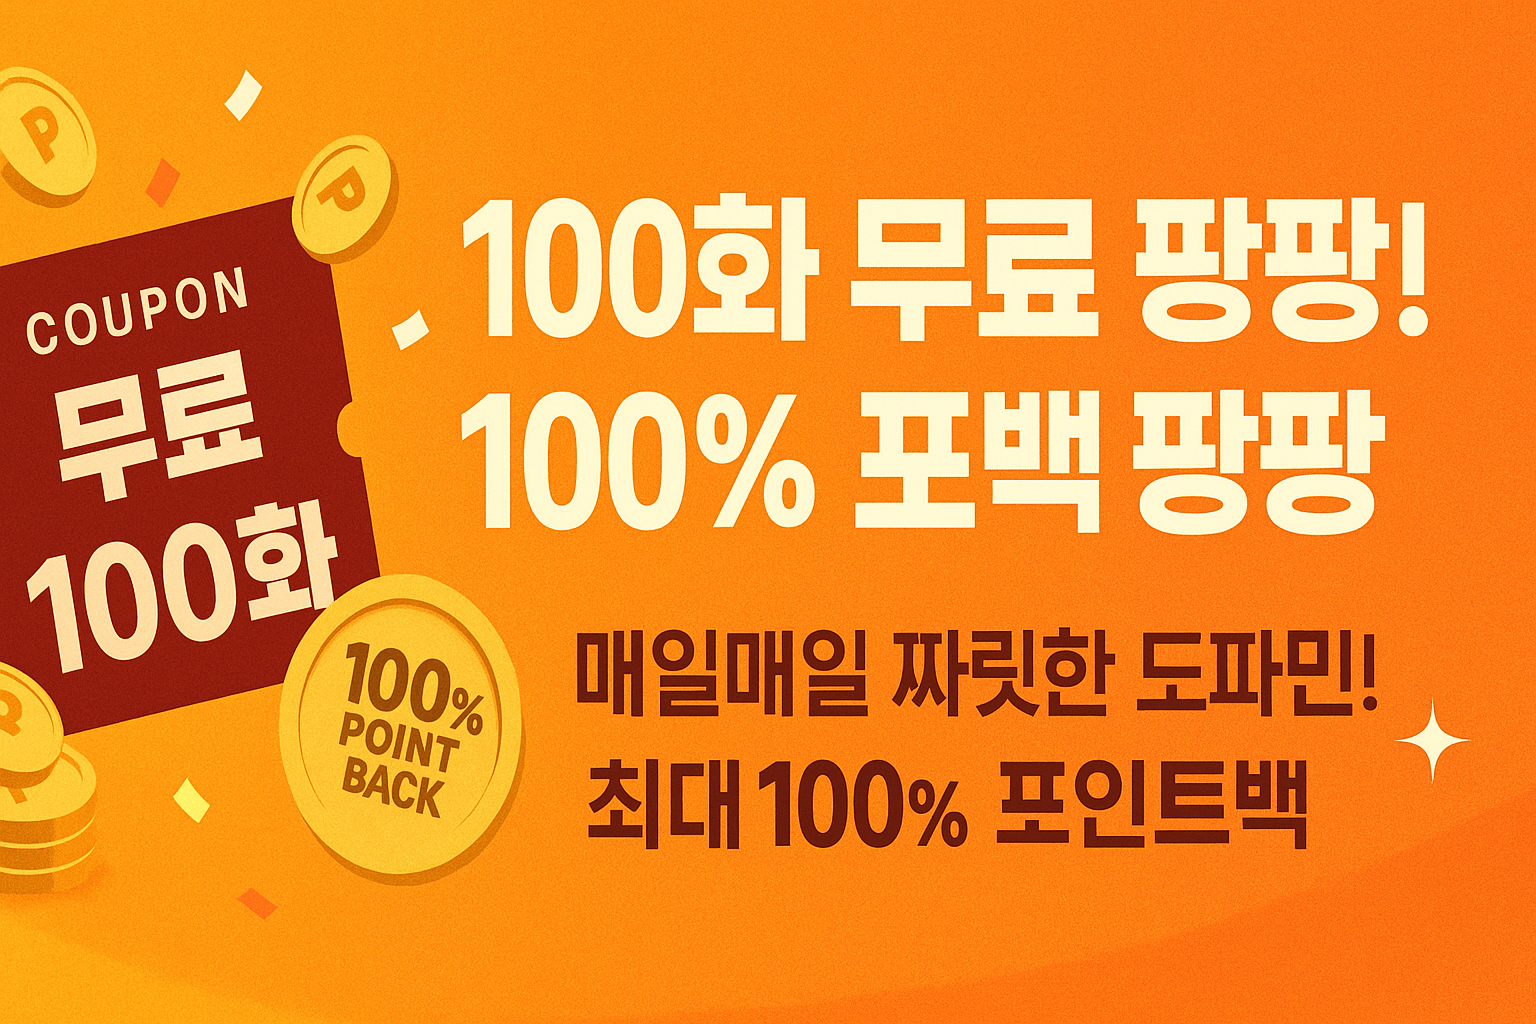 P
P
COUPON
무료
100화
100화 무료 팡팡!
100% 포백 팡팡
100%
POINT
BACK
매일매일 짜릿한 도파민!
최대 100% 포인트백
P
P